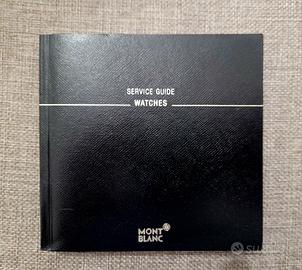 SERVICE GUIDE
WATCHES
MONT
BLANC